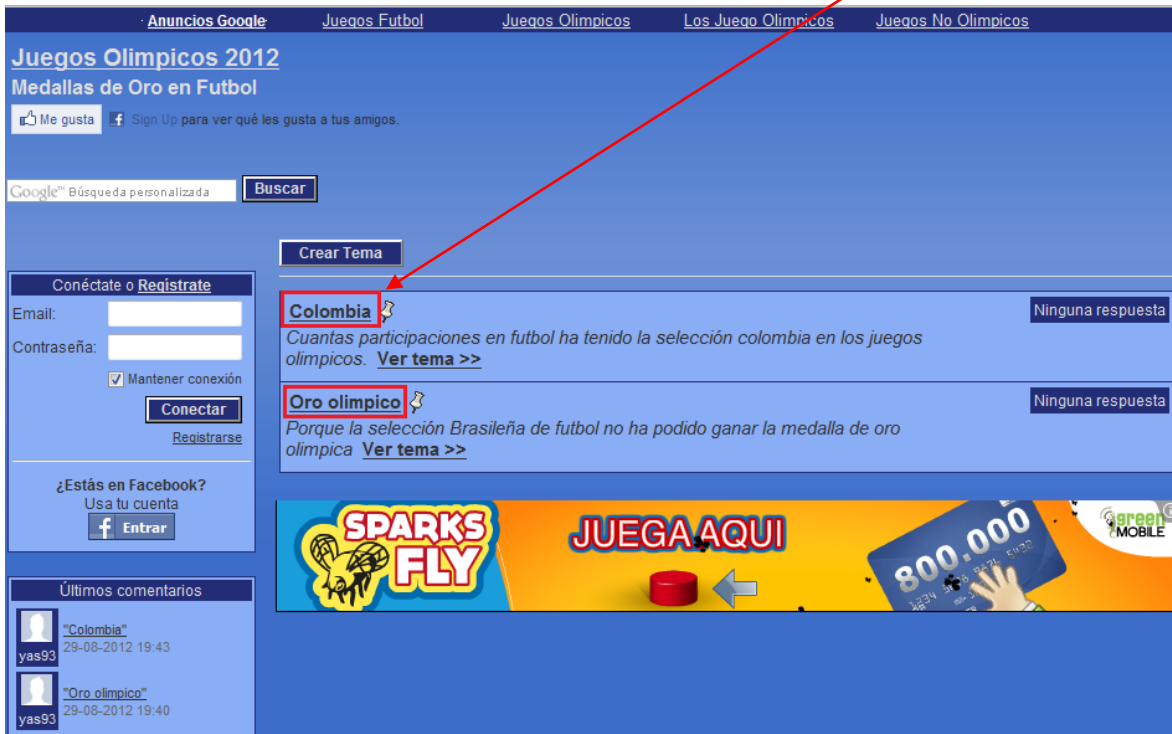 · Anuncios Google· Juegos Futbol Juegos Olimpicos Los Juego Olimpicos Juegos No Olimpicos
Juegos Olimpicos 2012
Medallas de Oro en Futbol
Me gusta Sign Up para ver qué les gusta a tus amigos.
Google™ Búsqueda personalizada Buscar
Crear Tema
Conéctate o Registrate
Email:
Contraseña:
Mantener conexión
Conectar
Registrarse
¿Estás en Facebook?
Usa tu cuenta
f Entrar
Últimos comentarios
"Colombia"
29-08-2012 19:43
yas93
"Oro olimpico"
29-08-2012 19:40
yas93
Colombia Ninguna respuesta
Cuantas participaciones en futbol ha tenido la selección colombia en los juegos
olimpicos. Ver tema >>
Oro olimpico Ninguna respuesta
Porque la selección Brasileña de futbol no ha podido ganar la medalla de oro
olimpica Ver tema >>
SPARKS
FLY
JUEGA AQUI
800.000
green
MOBILE